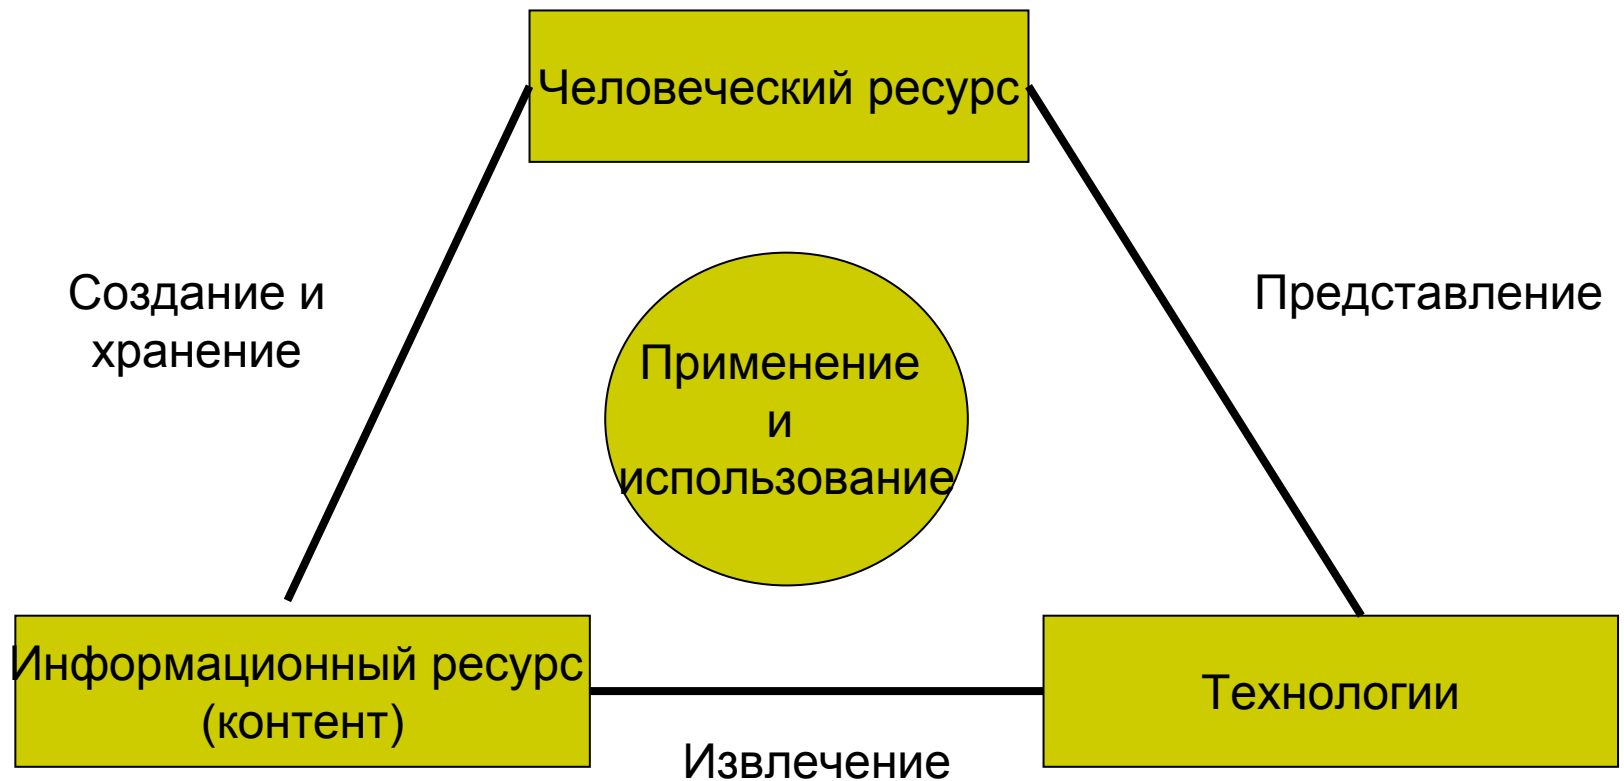 Человеческий ресурс
Создание и
хранение
Представление
Применение
и
использование
Информационный ресурс
(контент)
Технологии
Извлечение